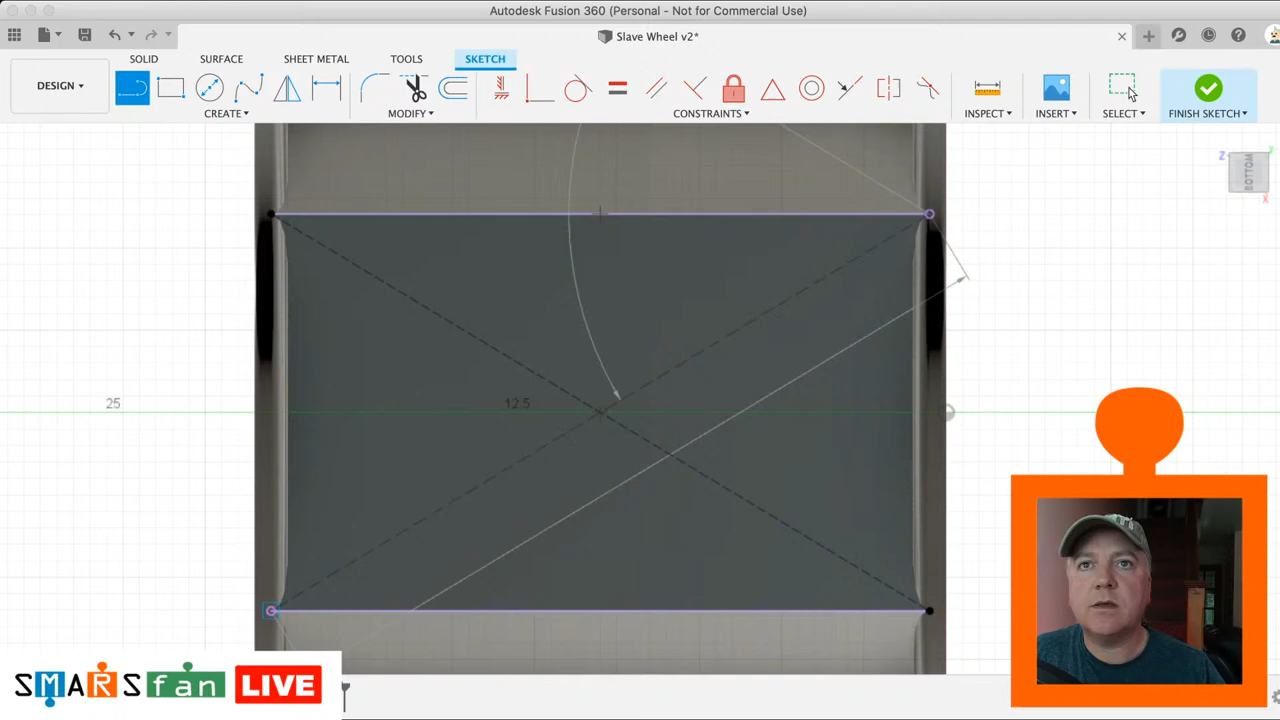 Autodesk Fusion 360 (Personal - Not for Commercial Use)
Slave Wheel v2*
SOLID SURFACE SHEET METAL TOOLS SKETCH
DESIGN
CREATE MODIFY CONSTRAINTS INSPECT INSERT SELECT FINISH SKETCH
BOTTOM
Z
Y
X
25 12.5
SMARSfan LIVE